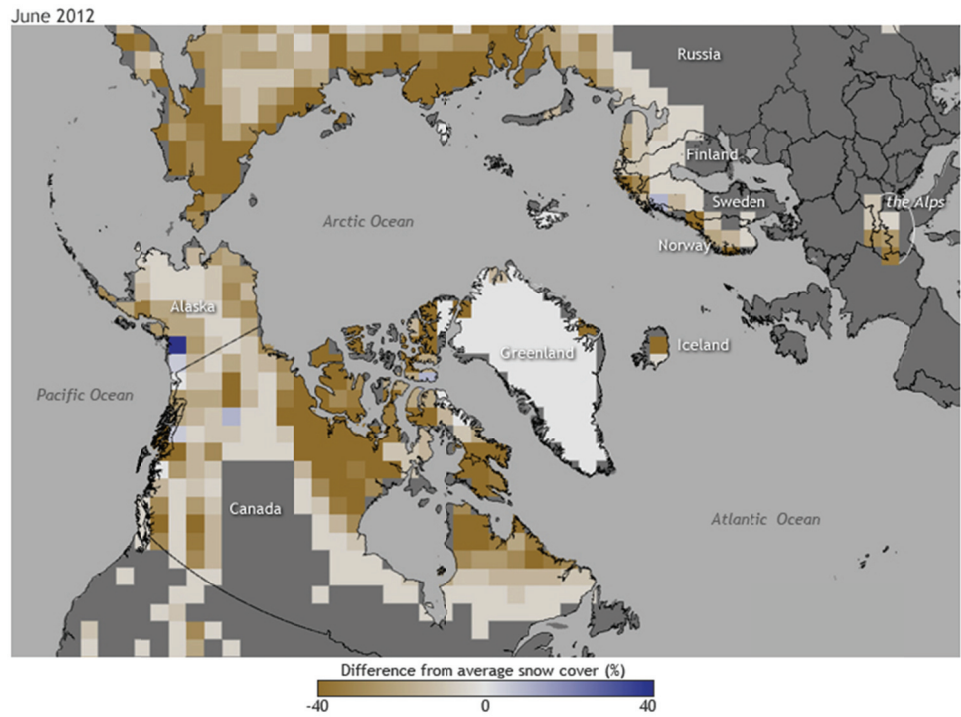 June 2012
Russia
Finland
the Alps
Sweden
Arctic Ocean
Norway
Alaska
Iceland
Greenland
Pacific Ocean
Canada
Atlantic Ocean
Difference from average snow cover (%)
-40 0 40